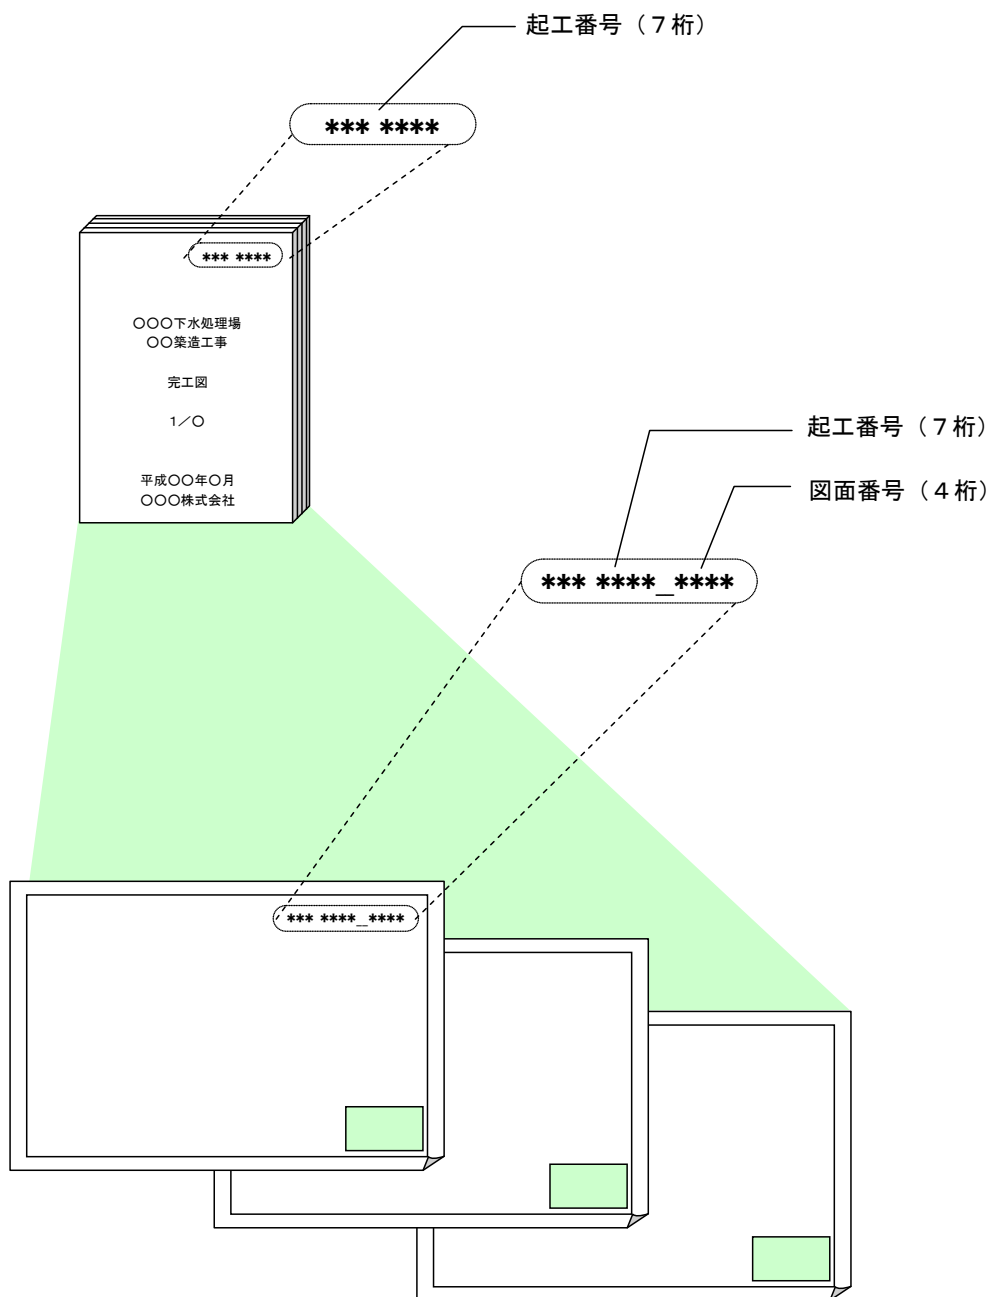 起工番号（７桁）
*** ****
*** ****
〇〇〇下水処理場
〇〇築造工事
完工図
1／〇
平成〇〇年〇月
〇〇〇株式会社
起工番号（７桁）
図面番号（４桁）
*** ****_****
*** ****_****